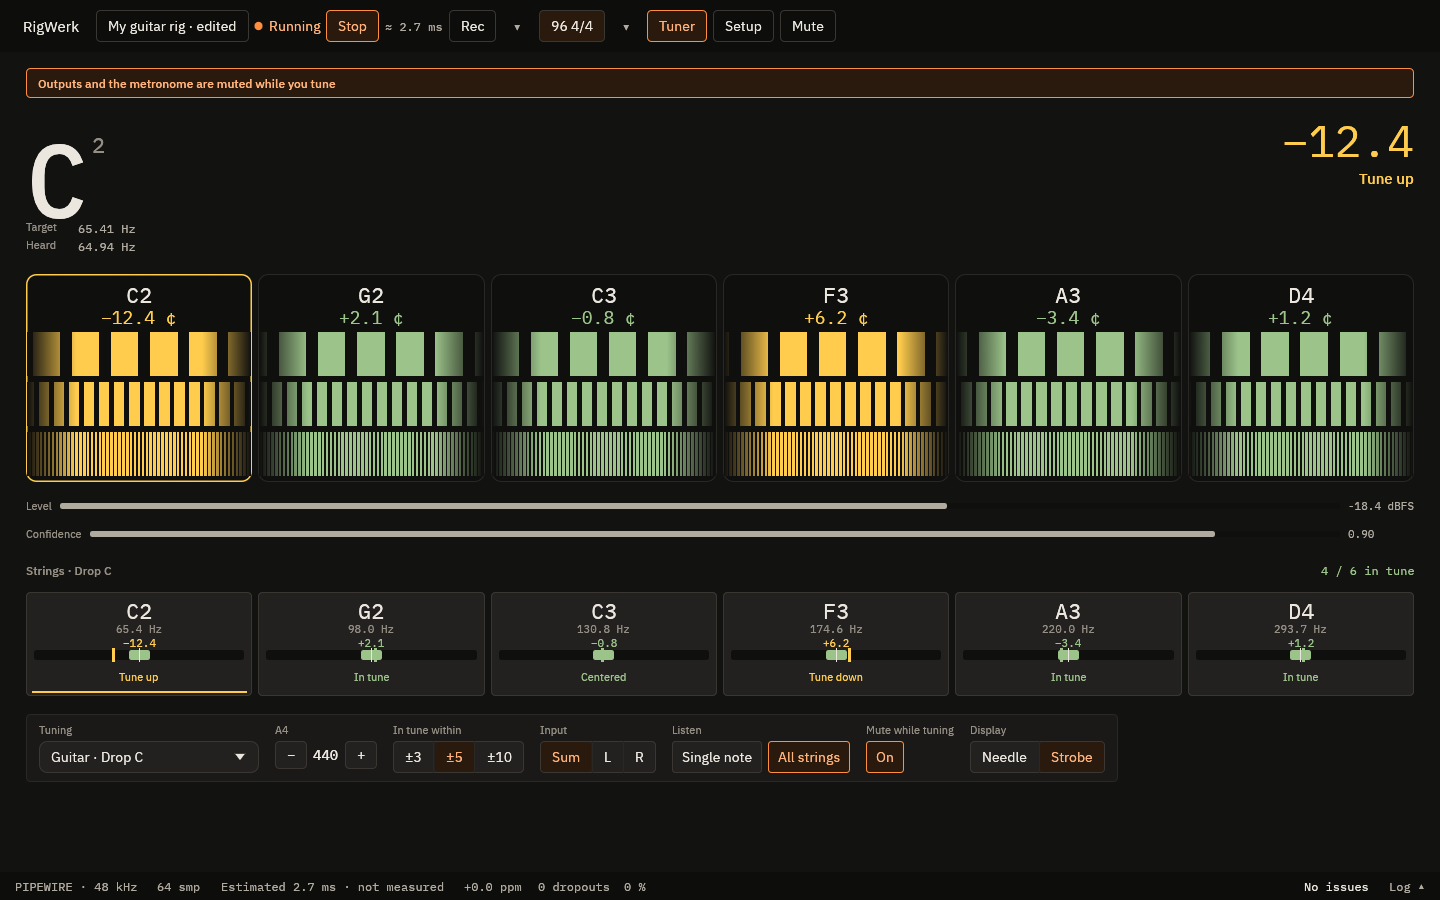 RigWerk My guitar rig · edited Running Stop ≈ 2.7 ms Rec ▼ 96 4/4 ▼ Tuner Setup Mute
Outputs and the metronome are muted while you tune
C 2
−12.4
Tune up
Target 65.41 Hz
Heard 64.94 Hz
C2 G2 C3 F3 A3 D4
−12.4 ¢ +2.1 ¢ −0.8 ¢ +6.2 ¢ −3.4 ¢ +1.2 ¢
Level -18.4 dBFS
Confidence 0.90
Strings · Drop C 4 / 6 in tune
C2 G2 C3 F3 A3 D4
65.4 Hz 98.0 Hz 130.8 Hz 174.6 Hz 220.0 Hz 293.7 Hz
−12.4 +2.1 −0.8 +6.2 −3.4 +1.2
Tune up In tune Centered Tune down In tune In tune
Tuning A4 In tune within Input Listen Mute while tuning Display
Guitar · Drop C − 440 + ±3 ±5 ±10 Sum L R Single note All strings On Needle Strobe
PIPEWIRE · 48 kHz 64 smp Estimated 2.7 ms · not measured +0.0 ppm 0 dropouts 0 % No issues Log ▲